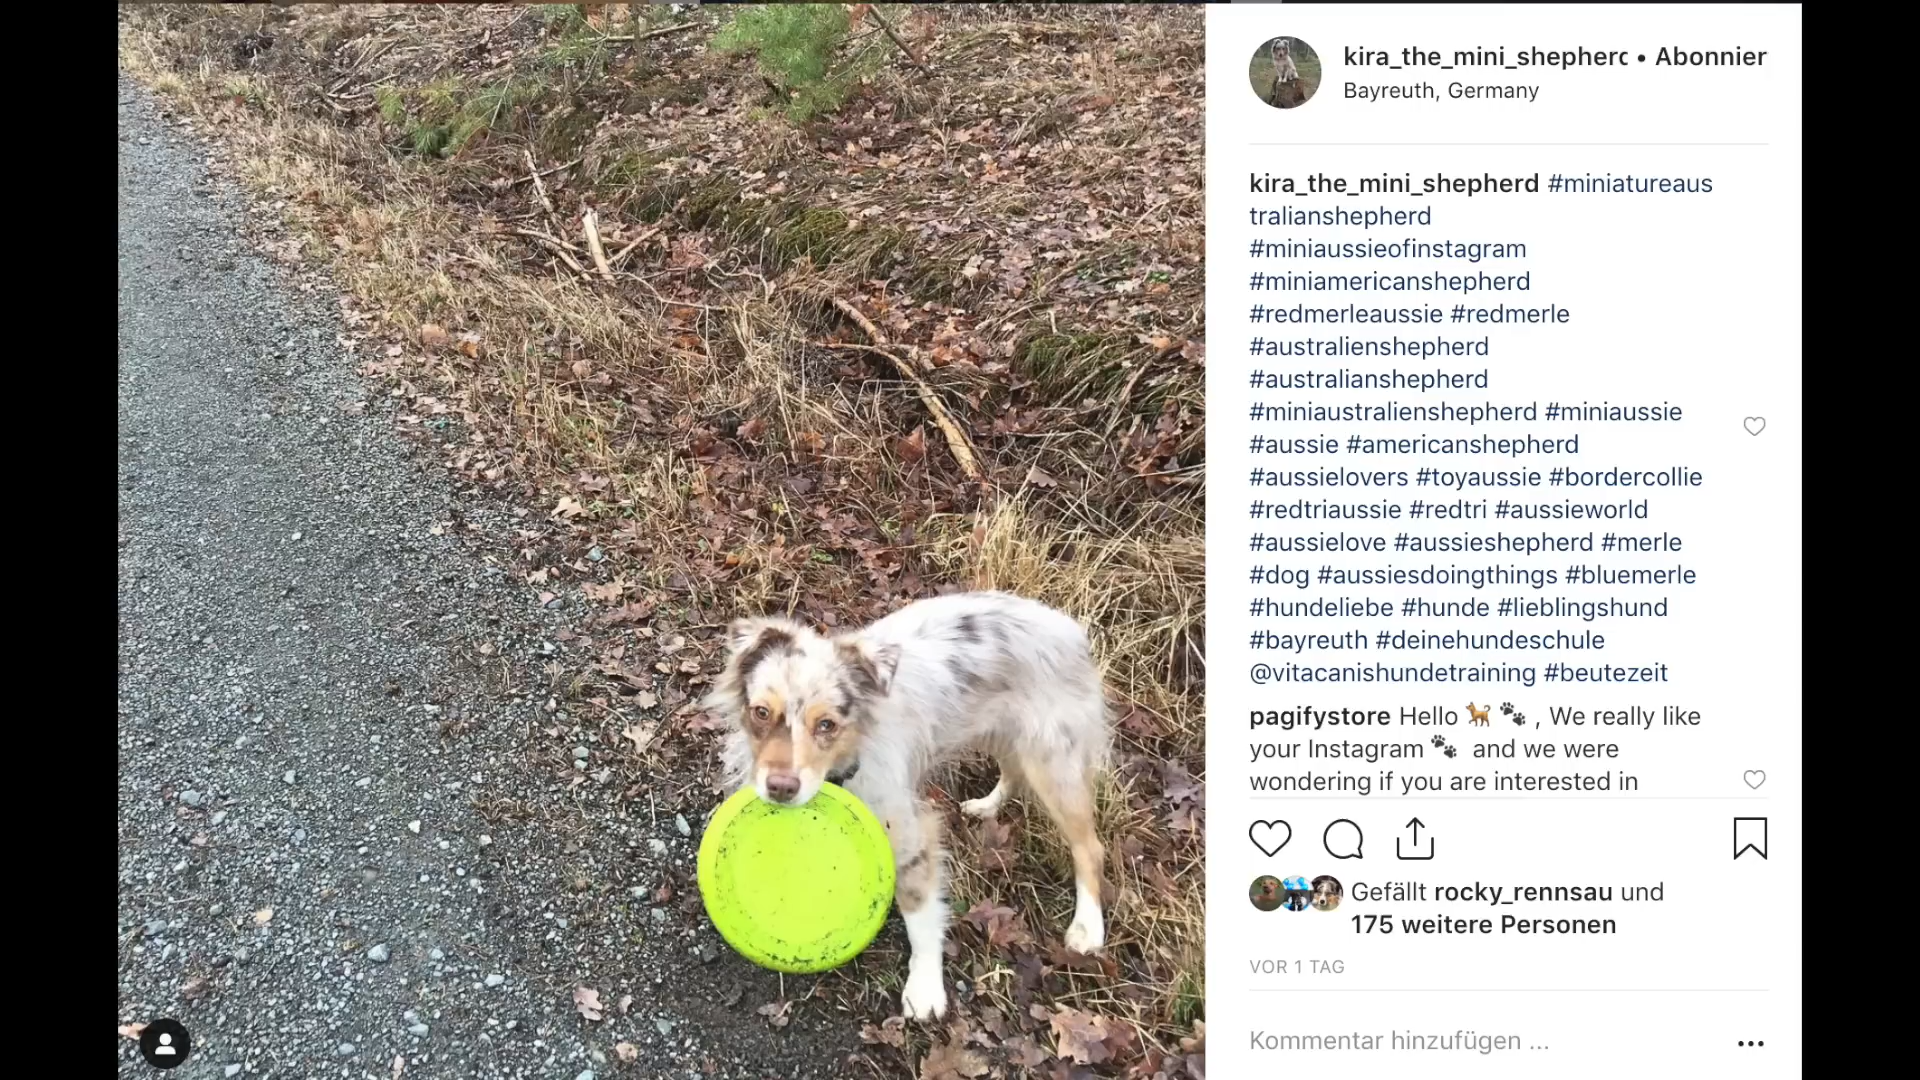 kira_the_mini_shepherd • Abonnier
Bayreuth, Germany
kira_the_mini_shepherd #miniatureaus
tralianshepherd
#miniaussieofinstagram
#miniamericanshepherd
#redmerleaussie #redmerle
#australienshepherd
#australianshepherd
#miniaustralienshepherd #miniaussie
#aussie #americanshepherd
#aussielovers #toyaussie #bordercollie
#redtriaussie #redtri #aussieworld
#aussielove #aussieshepherd #merle
#dog #aussiesdoingthings #bluemerle
#hundeliebe #hunde #lieblingshund
#bayreuth #deinehundeschule
@vitacanishundetraining #beutezeit
pagifystore Hello 🐕 🐾 , We really like
your Instagram 🐾 and we were
wondering if you are interested in
Gefällt rocky_rennsau und
175 weitere Personen
VOR 1 TAG
Kommentar hinzufügen ...